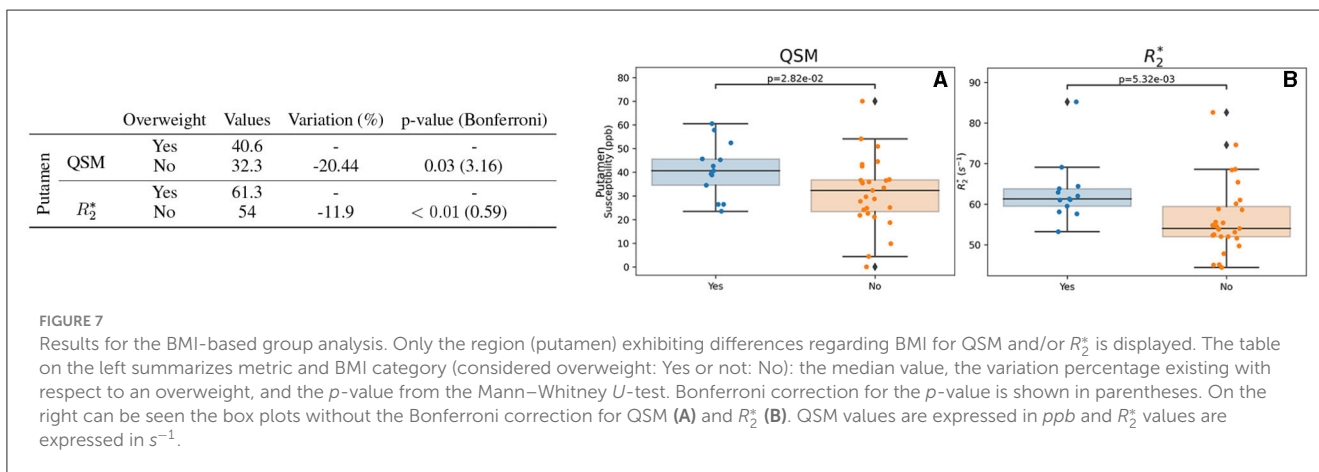 Overweight Values Variation (%) p-value (Bonferroni)
Putamen
QSM
Yes 40.6 - -
No 32.3 -20.44 0.03 (3.16)
R₂*
Yes 61.3 - -
No 54 -11.9 < 0.01 (0.59)
QSM
A
p=2.82e-02
80
70
60
50
40
30
20
10
0
Putamen
Susceptibility (ppb)
Yes No
R₂*
B
p=5.32e-03
90
80
70
60
50
R₂* (s⁻¹)
Yes No
FIGURE 7
Results for the BMI-based group analysis. Only the region (putamen) exhibiting differences regarding BMI for QSM and/or R₂* is displayed. The table
on the left summarizes metric and BMI category (considered overweight: Yes or not: No): the median value, the variation percentage existing with
respect to an overweight, and the p-value from the Mann–Whitney U-test. Bonferroni correction for the p-value is shown in parentheses. On the
right can be seen the box plots without the Bonferroni correction for QSM (A) and R₂* (B). QSM values are expressed in ppb and R₂* values are
expressed in s⁻¹.